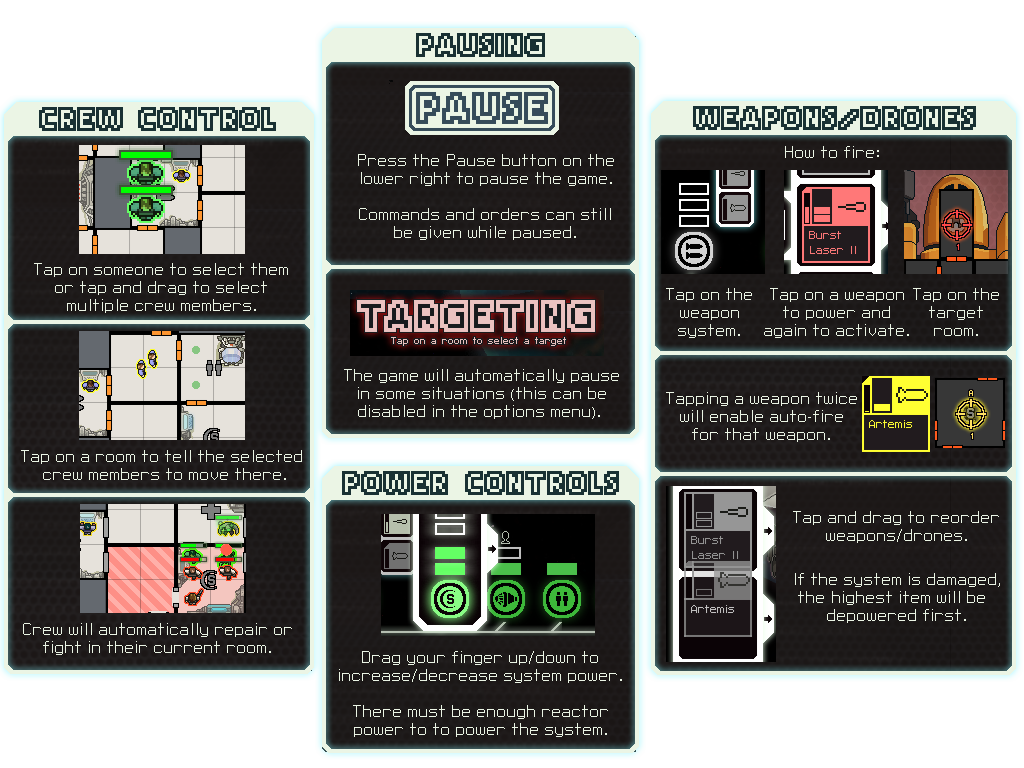 CREW CONTROL
Tap on someone to select them
or tap and drag to select
multiple crew members.
Tap on a room to tell the selected
crew members to move there.
Crew will automatically repair or
fight in their current room.
PAUSING
PAUSE
Press the Pause button on the
lower right to pause the game.
Commands and orders can still
be given while paused.
TARGETING
Tap on a room to select a target
The game will automatically pause
in some situations (this can be
disabled in the options menu).
POWER CONTROLS
S
Drag your finger up/down to
increase/decrease system power.
There must be enough reactor
power to to power the system.
WEAPONS/DRONES
How to fire:
Burst
Laser II
1
Tap on the
weapon
system.
Tap on a weapon
to power and
again to activate.
Tap on the
target
room.
Tapping a weapon twice
will enable auto-fire
for that weapon.
Artemis
A
S
1
Burst
Laser II
Artemis
Tap and drag to reorder
weapons/drones.
If the system is damaged,
the highest item will be
depowered first.